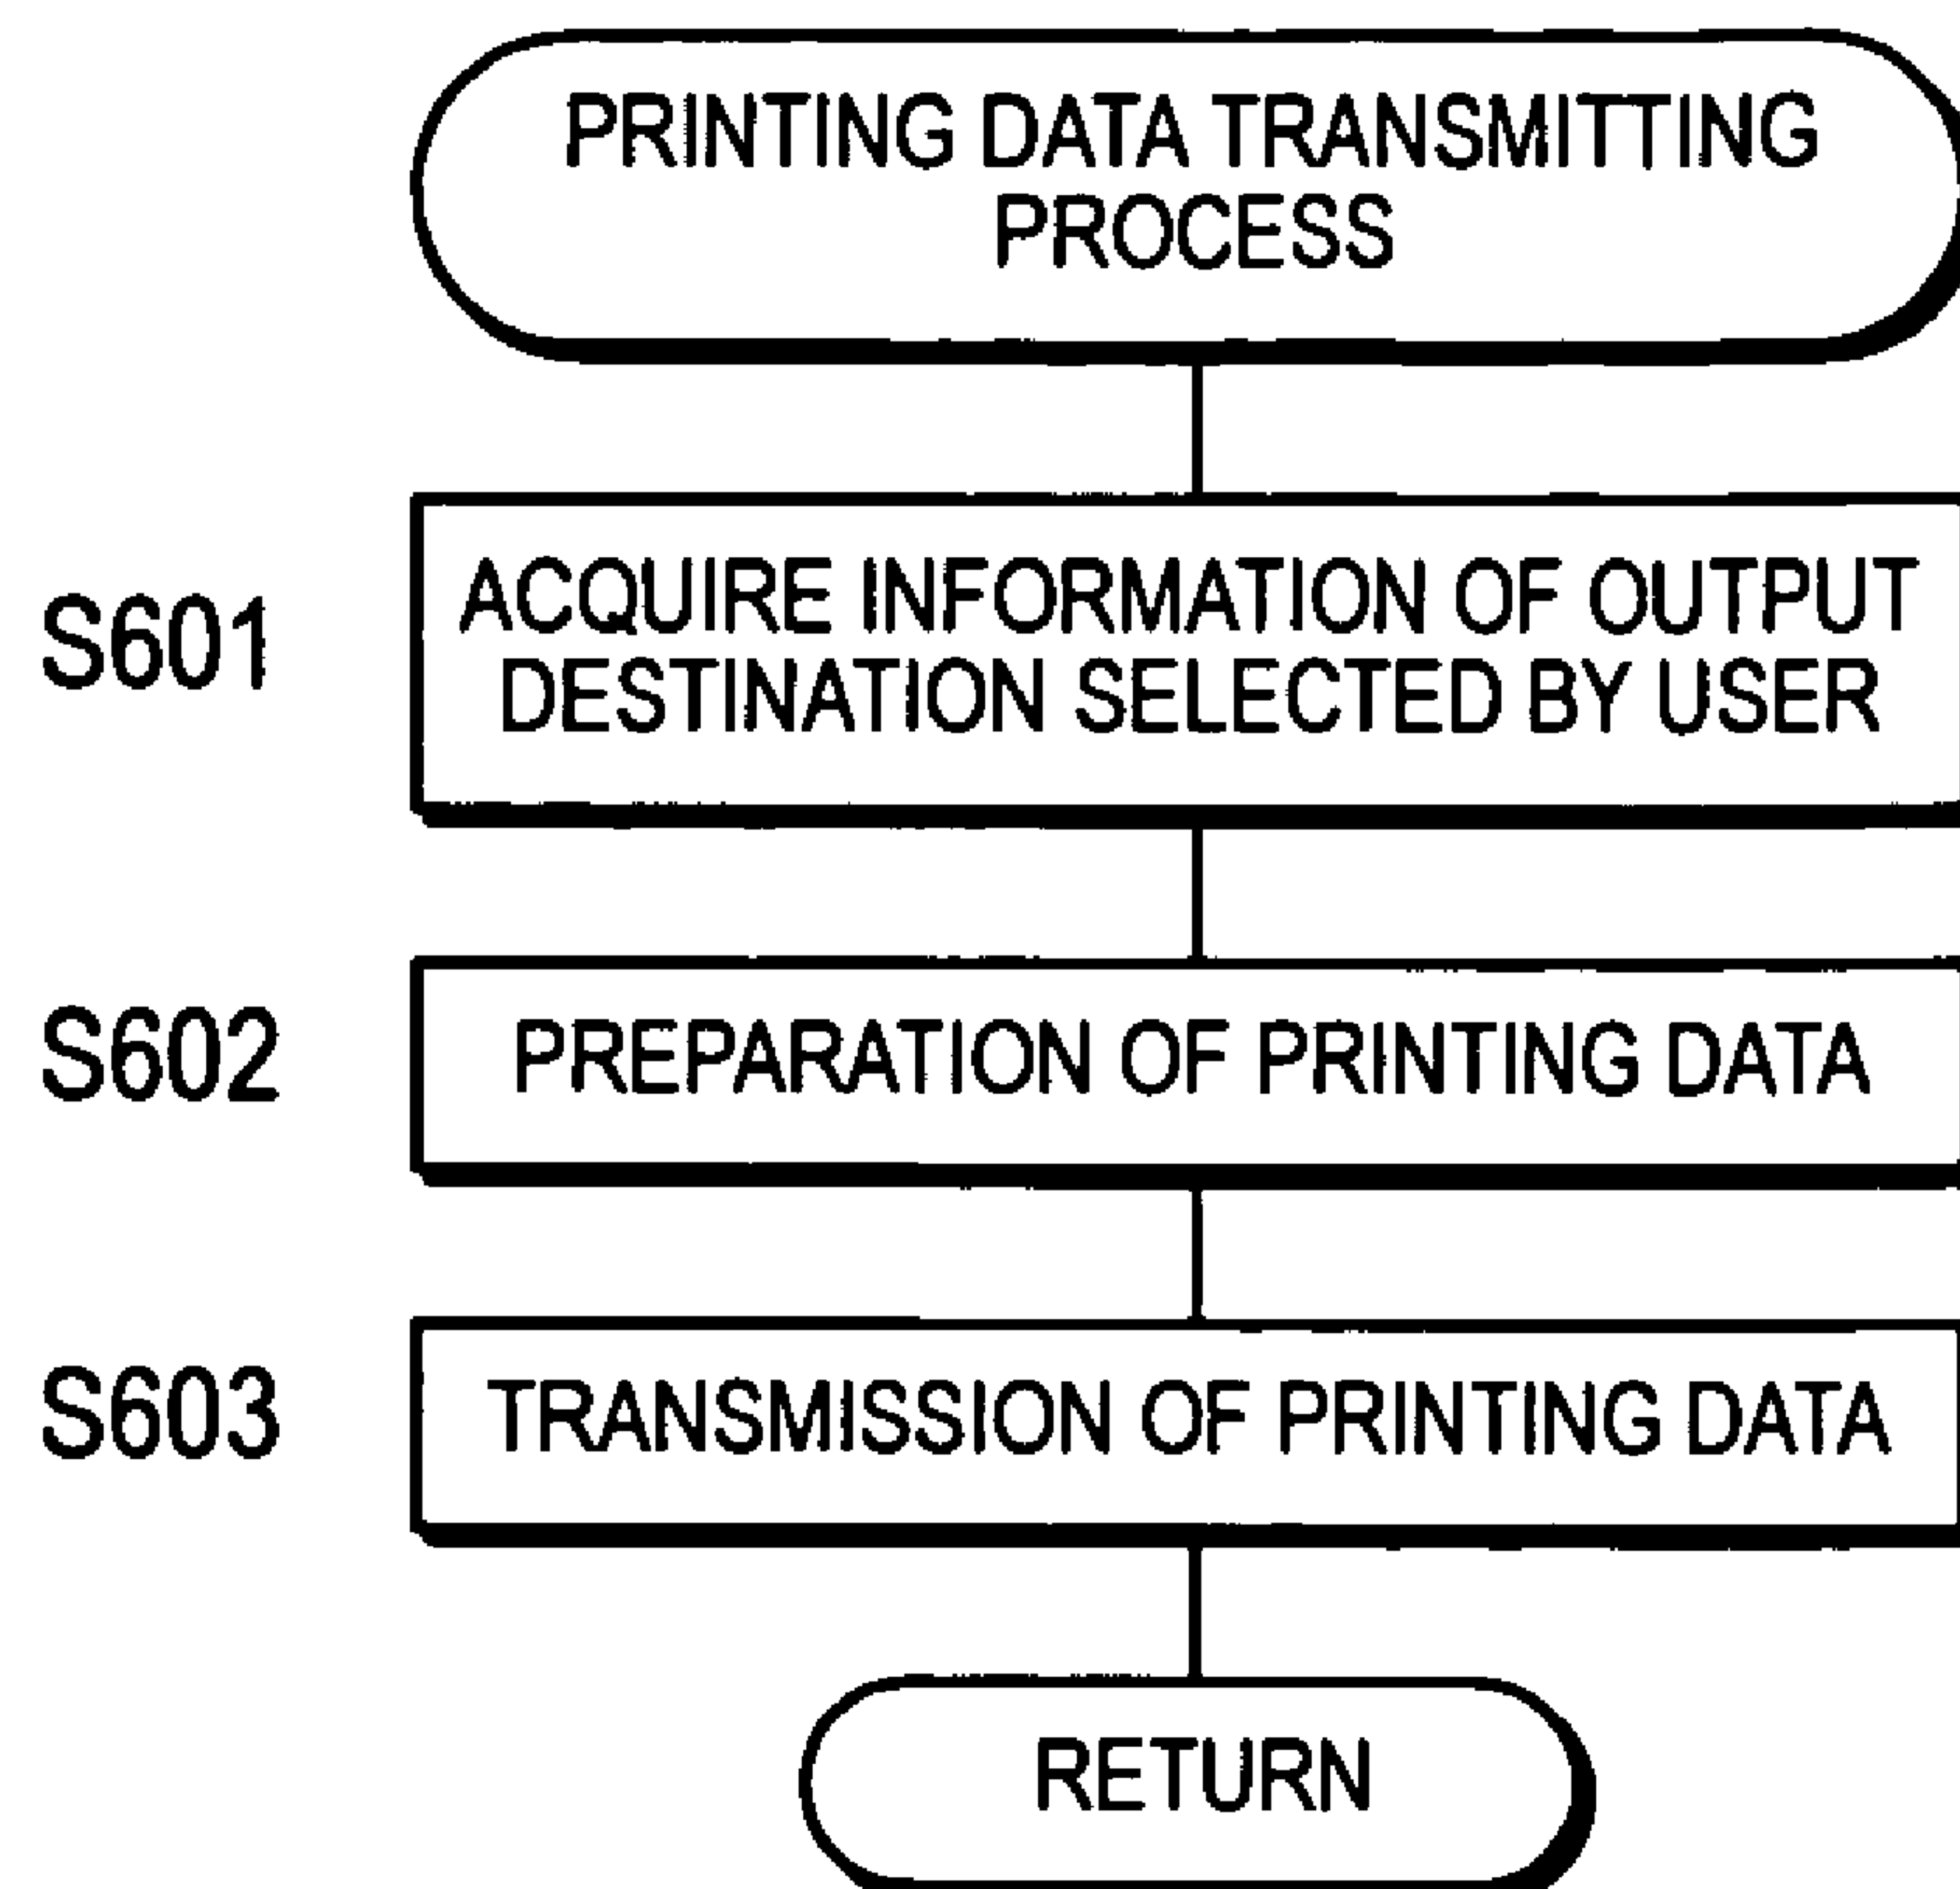 PRINTING DATA TRANSMITTING
PROCESS
S601
ACQUIRE INFORMATION OF OUTPUT
DESTINATION SELECTED BY USER
S602
PREPARATION OF PRINTING DATA
S603
TRANSMISSION OF PRINTING DATA
RETURN